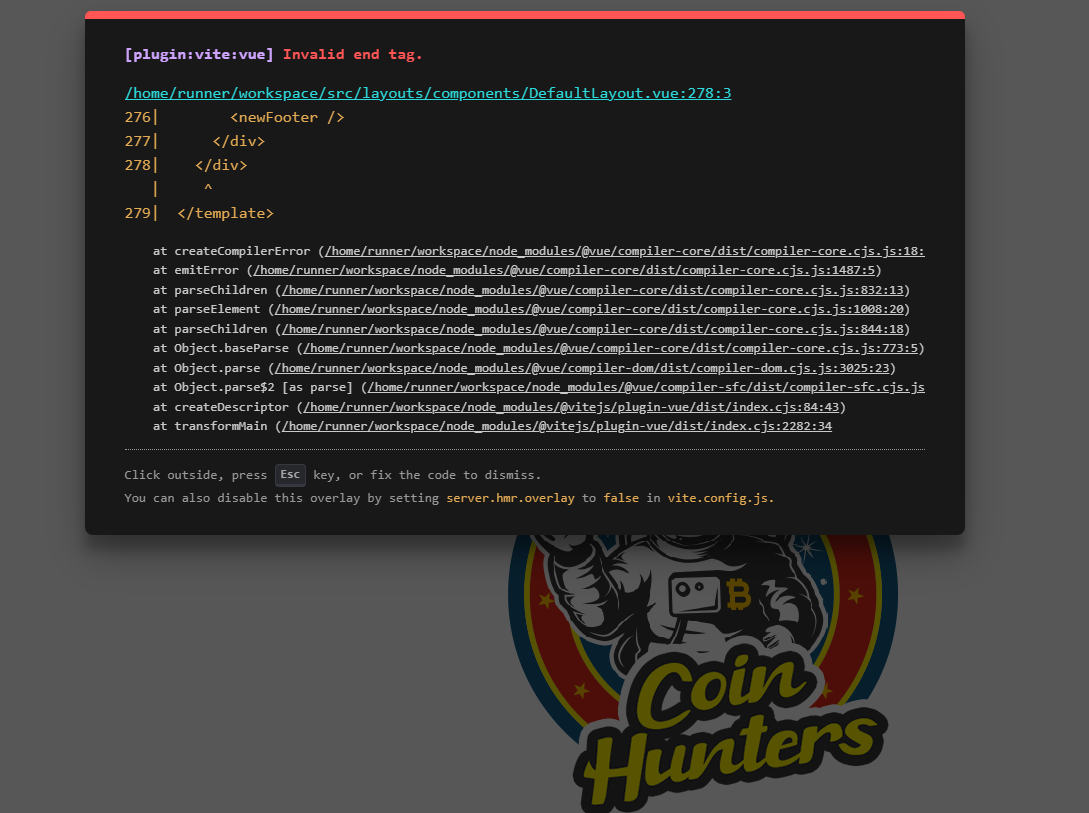 [plugin:vite:vue] Invalid end tag.
/home/runner/workspace/src/layouts/components/DefaultLayout.vue:278:3
276|        <newFooter />
277|      </div>
278|    </div>
   |     ^
279|  </template>
at createCompilerError (/home/runner/workspace/node_modules/@vue/compiler-core/dist/compiler-core.cjs.js:18:
at emitError (/home/runner/workspace/node_modules/@vue/compiler-core/dist/compiler-core.cjs.js:1487:5)
at parseChildren (/home/runner/workspace/node_modules/@vue/compiler-core/dist/compiler-core.cjs.js:832:13)
at parseElement (/home/runner/workspace/node_modules/@vue/compiler-core/dist/compiler-core.cjs.js:1008:20)
at parseChildren (/home/runner/workspace/node_modules/@vue/compiler-core/dist/compiler-core.cjs.js:844:18)
at Object.baseParse (/home/runner/workspace/node_modules/@vue/compiler-core/dist/compiler-core.cjs.js:773:5)
at Object.parse (/home/runner/workspace/node_modules/@vue/compiler-dom/dist/compiler-dom.cjs.js:3025:23)
at Object.parse$2 [as parse] (/home/runner/workspace/node_modules/@vue/compiler-sfc/dist/compiler-sfc.cjs.js
at createDescriptor (/home/runner/workspace/node_modules/@vitejs/plugin-vue/dist/index.cjs:84:43)
at transformMain (/home/runner/workspace/node_modules/@vitejs/plugin-vue/dist/index.cjs:2282:34
Click outside, press Esc key, or fix the code to dismiss.
You can also disable this overlay by setting server.hmr.overlay to false in vite.config.js.
Coin
Hunters